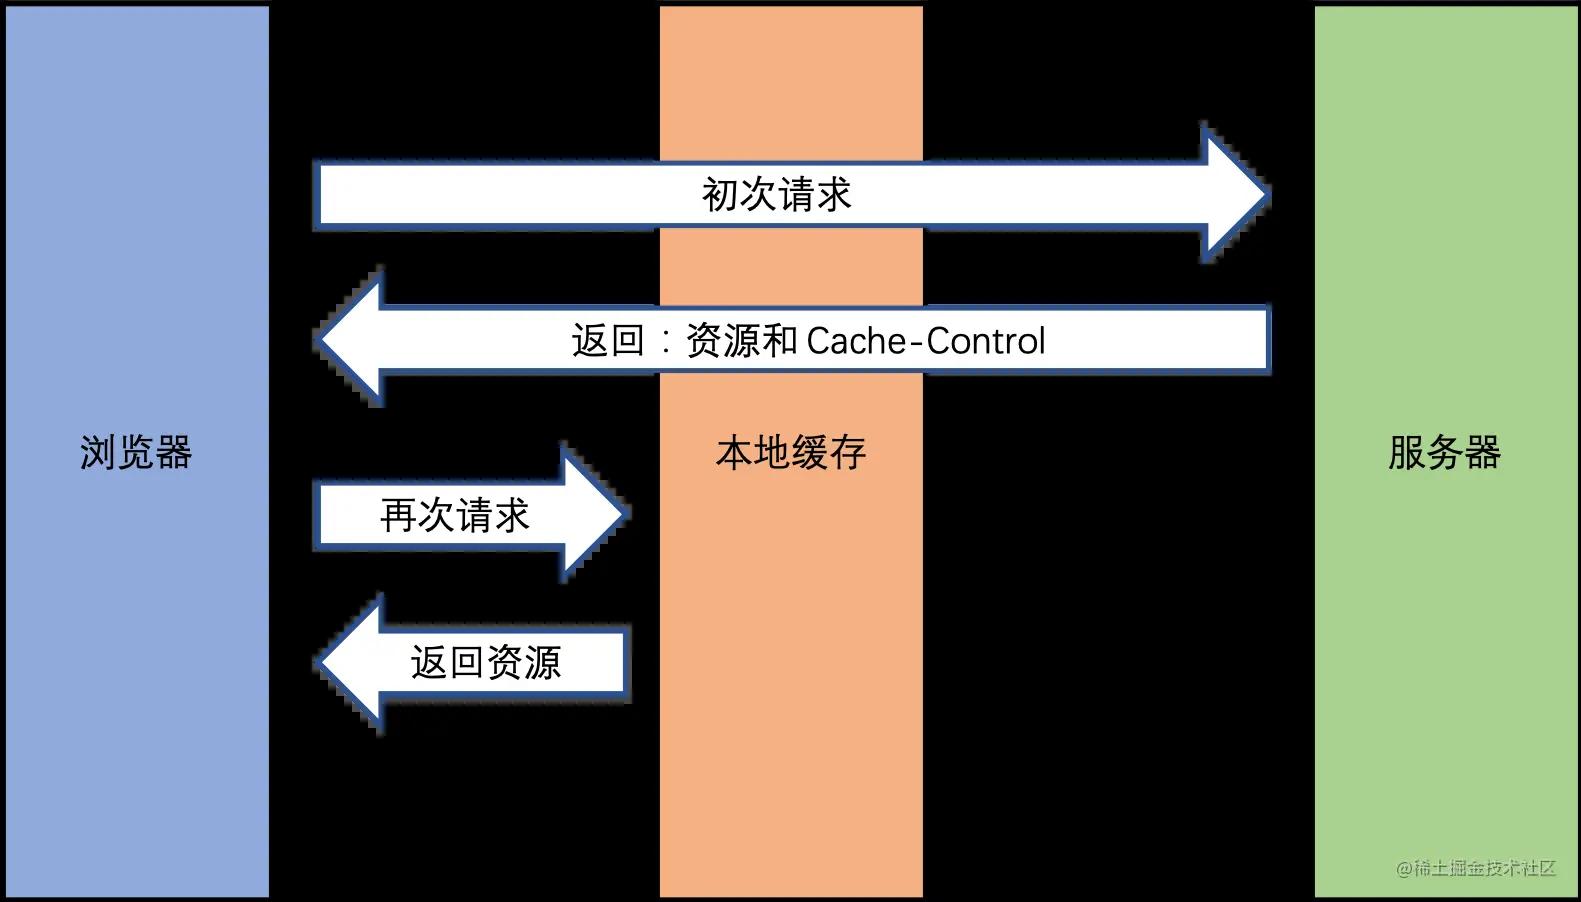 初次请求
返回：资源和 Cache-Control
浏览器
本地缓存
服务器
再次请求
返回资源
@稀土掘金技术社区